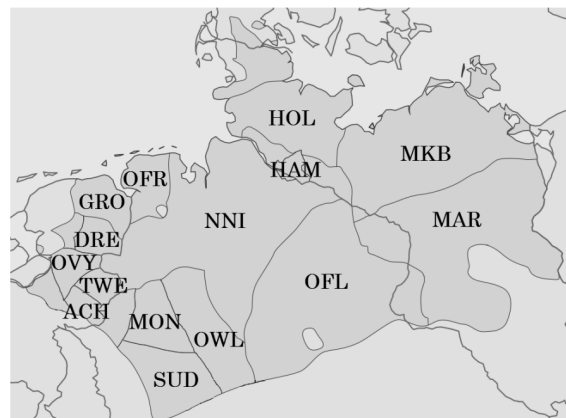 HOL
HAM
MKB
OFR
GRO
NNI
MAR
DRE
OVY
TWE
OFL
ACH
MON
OWL
SUD